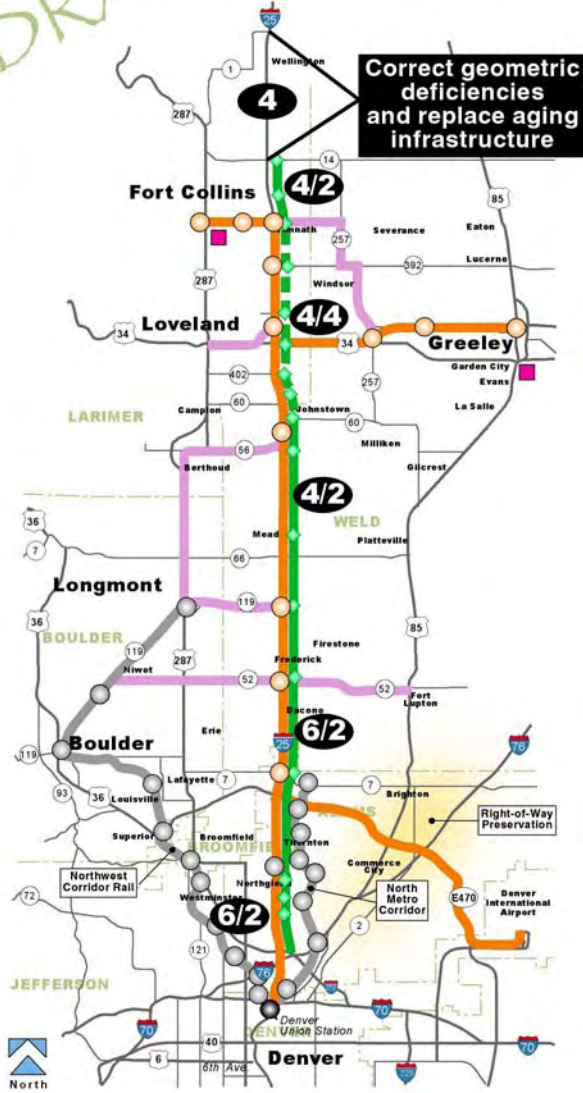 DRA
25
Wellington
1
4
Correct geometric
deficiencies
and replace aging
infrastructure
287
14
4/2
85
Fort Collins
257
Severance
Eaton
287
392
Lucerne
Windsor
Loveland
4/4
34
34
Greeley
Garden City
402
257
Evans
60
Johnstown
La Salle
LARIMER
Campion
60
Milliken
56
Gilcrest
Berthoud
4/2
36
WELD
7
Mead
Platteville
66
Longmont
119
36
85
BOULDER
119
287
Firestone
Niwot
Frederick
52
52
Fort
Lupton
Dacono
Erie
6/2
25
76
119
Boulder
Lafayette
7
7
Brighton
93
36
Louisville
Right-of-Way
Preservation
Superior
Broomfield
Thornton
Commerce
City
Northwest
Corridor Rail
North
Metro
Corridor
Denver
International
Airport
E470
72
Westminster
6/2
2
121
JEFFERSON
76
70
70
Denver
Union Station
70
40
DENVER
6
6th Ave.
Denver
225
North